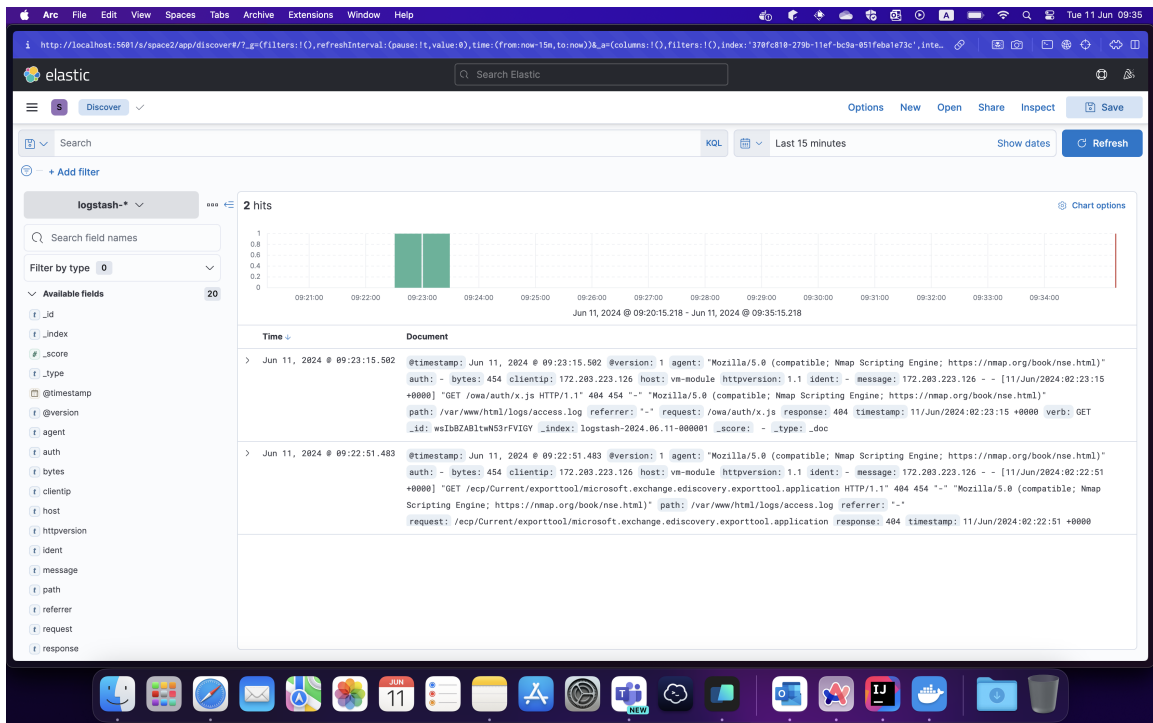 Arc File Edit View Spaces Tabs Archive Extensions Window Help A Tue 11 Jun 09:35
http://localhost:5601/s/space2/app/discover#/?_g=(filters:!(),refreshInterval:(pause:!t,value:0),time:(from:now-15m,to:now))&_a=(columns:!(),filters:!(),index:'370fc810-279b-11ef-bc9a-051feba1e73c',inte…
elastic
Search Elastic
S Discover Options New Open Share Inspect Save
Search KQL Last 15 minutes Show dates Refresh
+ Add filter
logstash-* 2 hits Chart options
Search field names
Filter by type 0
Available fields 20
t _id
t _index
# _score
t _type
@timestamp
t @version
t agent
t auth
t bytes
t clientip
t host
t httpversion
t ident
t message
t path
t referrer
t request
t response
1
0.8
0.6
0.4
0.2
0
09:21:00 09:22:00 09:23:00 09:24:00 09:25:00 09:26:00 09:27:00 09:28:00 09:29:00 09:30:00 09:31:00 09:32:00 09:33:00 09:34:00
Jun 11, 2024 @ 09:20:15.218 - Jun 11, 2024 @ 09:35:15.218
Time Document
Jun 11, 2024 @ 09:23:15.502 @timestamp: Jun 11, 2024 @ 09:23:15.502 @version: 1 agent: "Mozilla/5.0 (compatible; Nmap Scripting Engine; https://nmap.org/book/nse.html)"
auth: - bytes: 454 clientip: 172.203.223.126 host: vm-module httpversion: 1.1 ident: - message: 172.203.223.126 - - [11/Jun/2024:02:23:15
+0000] "GET /owa/auth/x.js HTTP/1.1" 404 454 "-" "Mozilla/5.0 (compatible; Nmap Scripting Engine; https://nmap.org/book/nse.html)"
path: /var/www/html/logs/access.log referrer: "-" request: /owa/auth/x.js response: 404 timestamp: 11/Jun/2024:02:23:15 +0000 verb: GET
_id: wsIbBZABltwN53rFVIGY _index: logstash-2024.06.11-000001 _score: - _type: _doc
Jun 11, 2024 @ 09:22:51.483 @timestamp: Jun 11, 2024 @ 09:22:51.483 @version: 1 agent: "Mozilla/5.0 (compatible; Nmap Scripting Engine; https://nmap.org/book/nse.html)"
auth: - bytes: 454 clientip: 172.203.223.126 host: vm-module httpversion: 1.1 ident: - message: 172.203.223.126 - - [11/Jun/2024:02:22:51
+0000] "GET /ecp/Current/exporttool/microsoft.exchange.ediscovery.exporttool.application HTTP/1.1" 404 454 "-" "Mozilla/5.0 (compatible; Nmap
Scripting Engine; https://nmap.org/book/nse.html)" path: /var/www/html/logs/access.log referrer: "-"
request: /ecp/Current/exporttool/microsoft.exchange.ediscovery.exporttool.application response: 404 timestamp: 11/Jun/2024:02:22:51 +0000
JUN
11
NEW
IJ